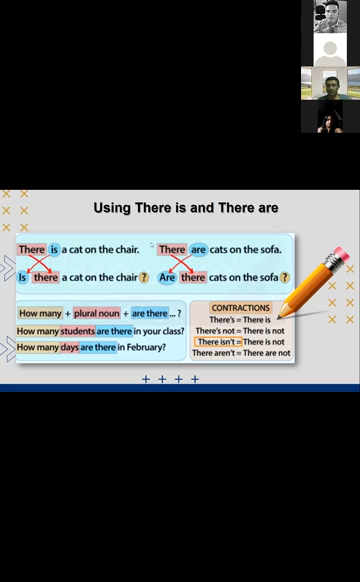 Using There is and There are
There is a cat on the chair.
There are cats on the sofa.
Is there a cat on the chair ?
Are there cats on the sofa ?
How many + plural noun + are there ... ?
How many students are there in your class?
How many days are there in February?
CONTRACTIONS
There's = There is
There's not = There is not
There isn't = There is not
There aren't = There are not